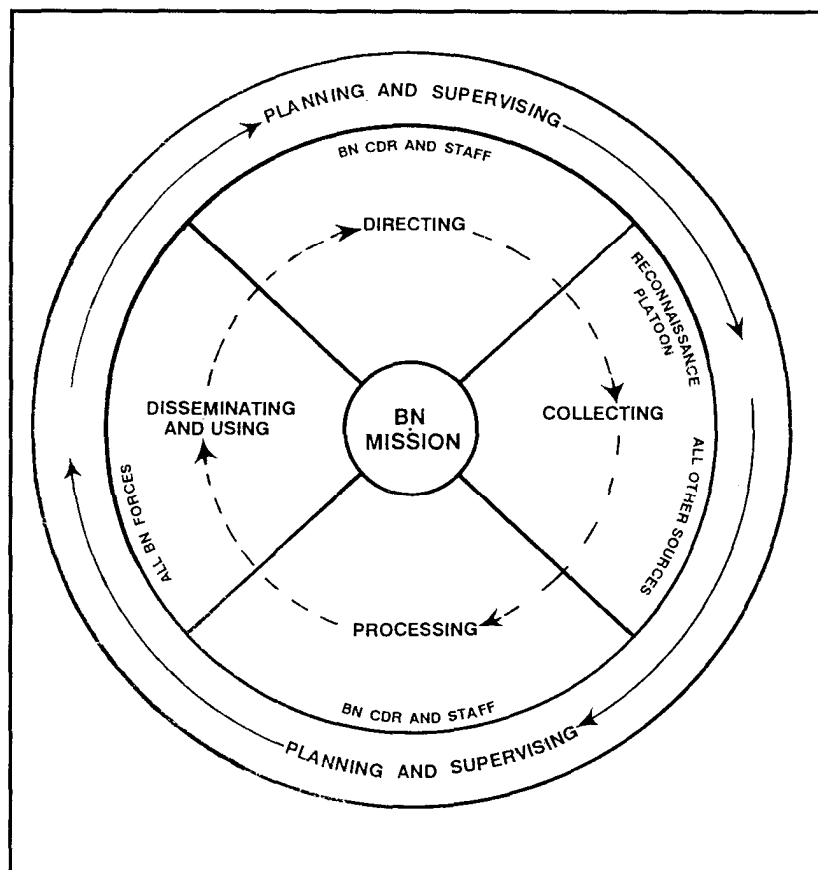 PLANNING AND SUPERVISING
BN CDR AND STAFF
DIRECTING
RECONNAISSANCE
PLATOON
DISSEMINATING
AND USING
BN
MISSION
COLLECTING
ALL BN FORCES
ALL OTHER SOURCES
PROCESSING
BN CDR AND STAFF
PLANNING AND SUPERVISING